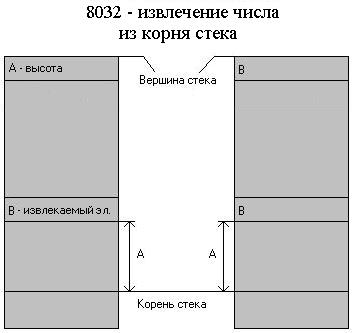 8032 - извлечение числа
из корня стека
А - высота
Вершина стека
В
В - извлекаемый эл.
В
А
А
Корень стека